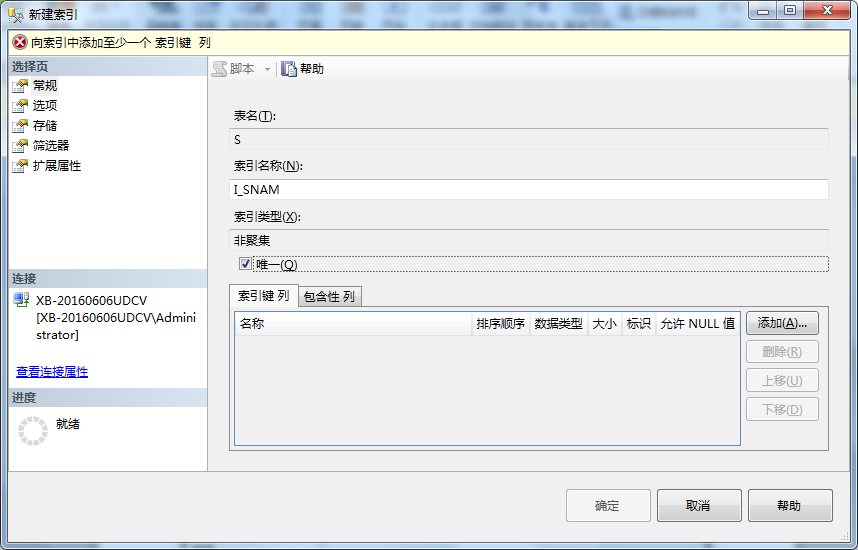 新建索引
向索引中添加至少一个 索引键 列
选择页
常规
选项
存储
筛选器
扩展属性
连接
XB-20160606UDCV
[XB-20160606UDCV\Admini
strator]
查看连接属性
进度
就绪
脚本
帮助
表名(T):
S
索引名称(N):
I_SNAM
索引类型(X):
非聚集
唯一(Q)
索引键 列 包含性 列
名称 排序顺序 数据类型 大小 标识 允许 NULL 值
添加(A)...
删除(R)
上移(U)
下移(D)
确定 取消 帮助